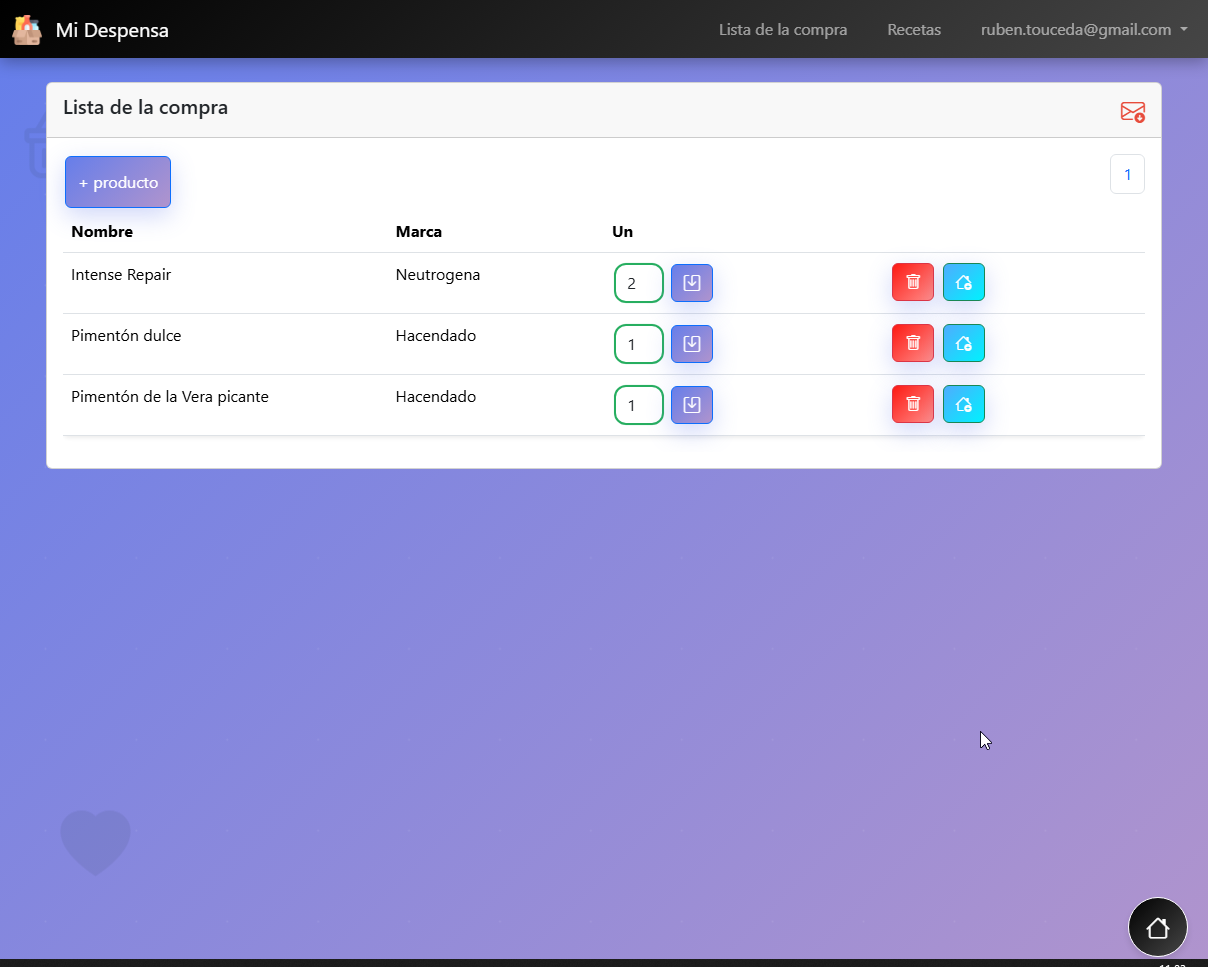 Mi Despensa
Lista de la compra
Recetas
ruben.touceda@gmail.com
Lista de la compra
+ producto
1
Nombre Marca Un
Intense Repair Neutrogena 2
Pimentón dulce Hacendado 1
Pimentón de la Vera picante Hacendado 1